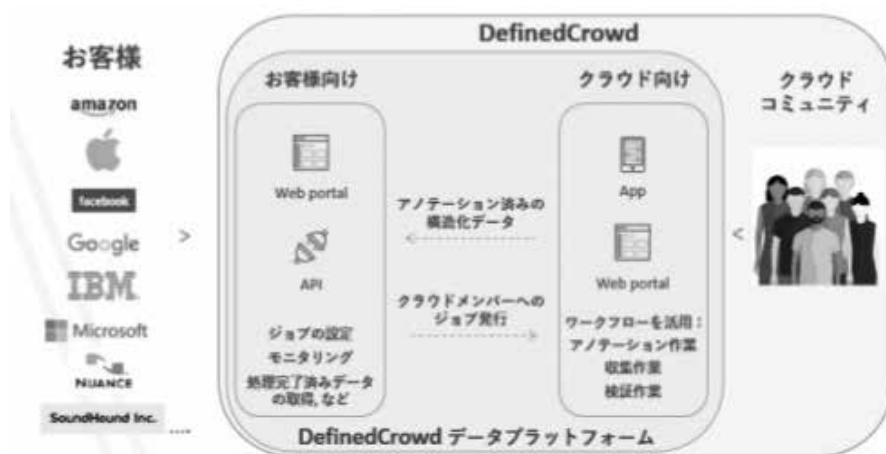 DefinedCrowd
お客様
amazon
facebook
Google
IBM
Microsoft
NUANCE
SoundHound Inc.
お客様向け
Web portal
API
ジョブの設定
モニタリング
処理完了済みデータ
の取得, など
アノテーション済みの
構造化データ
クラウドメンバーへの
ジョブ発行
クラウド向け
App
Web portal
ワークフローを活用：
アノテーション作業
収集作業
検証作業
クラウド
コミュニティ
DefinedCrowd データプラットフォーム